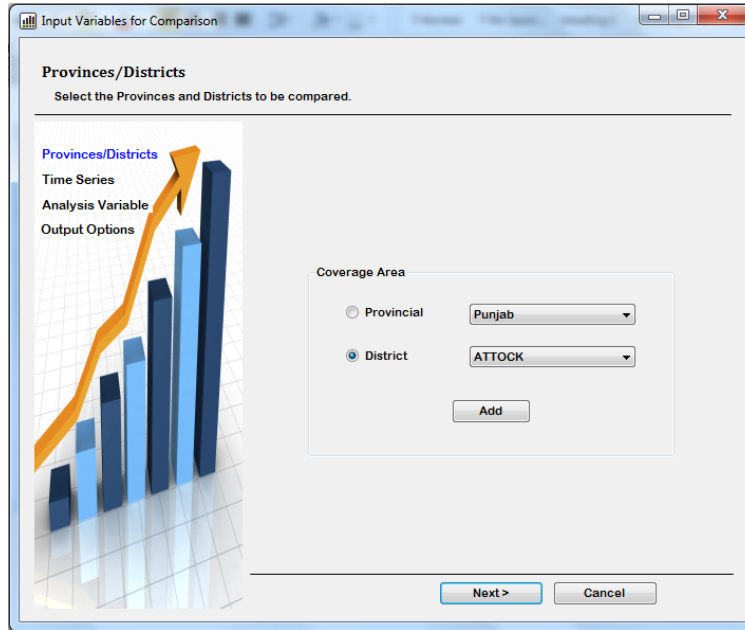 Input Variables for Comparison
Provinces/Districts
Select the Provinces and Districts to be compared.
Provinces/Districts
Time Series
Analysis Variable
Output Options
Coverage Area
Provincial
Punjab
District
ATTOCK
Add
Next >
Cancel